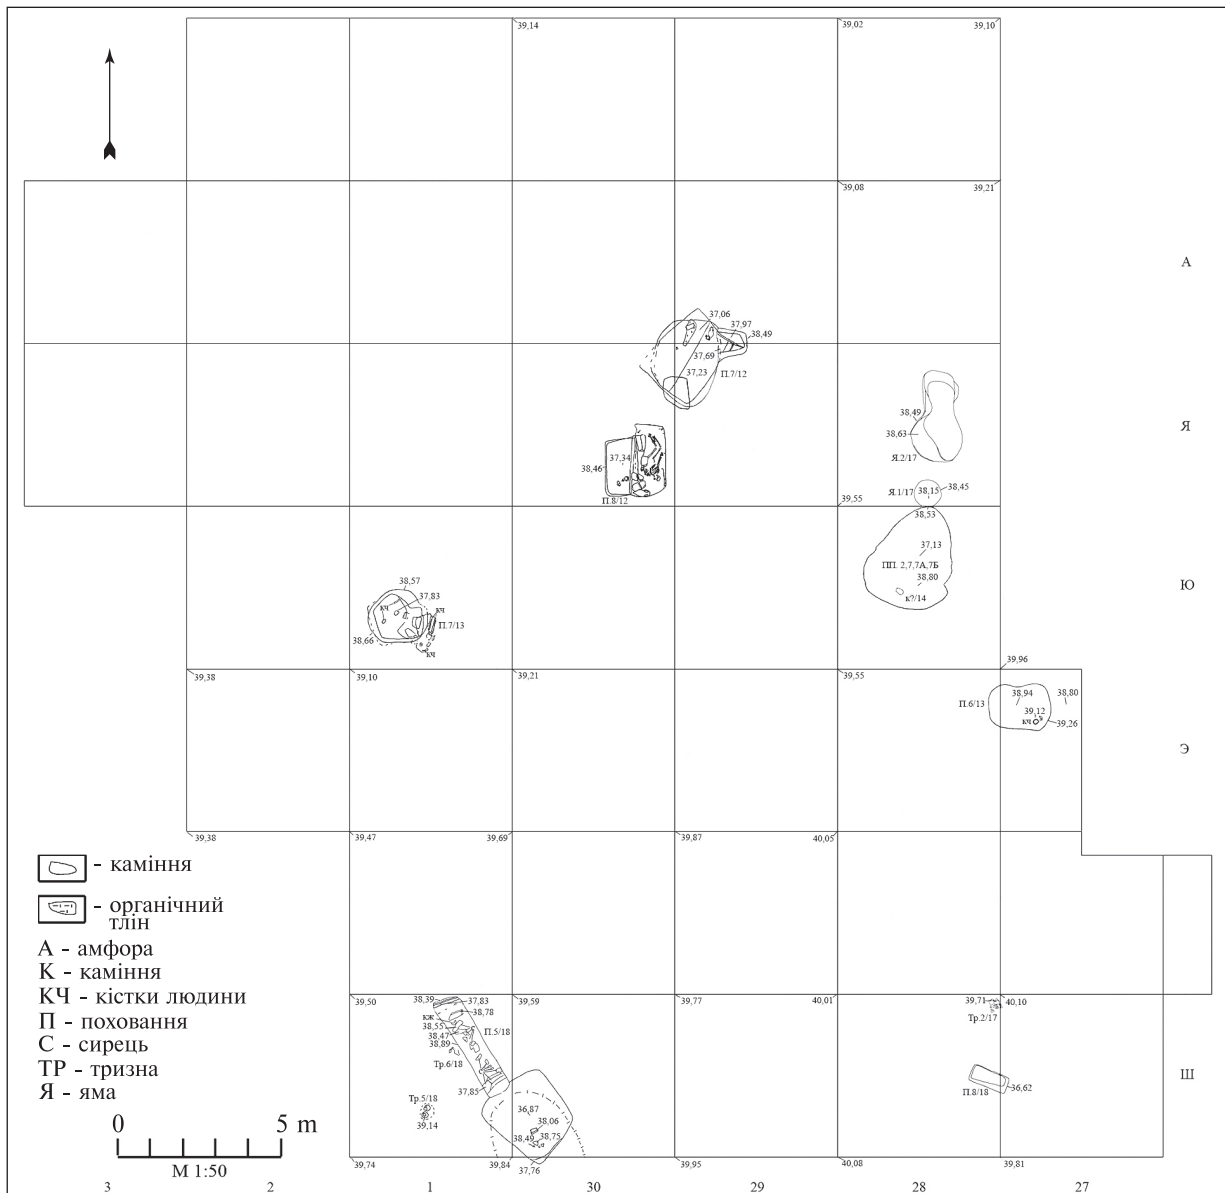 39,14
39,02
39,10
39,08
39,21
А
37,06
37,97
38,49
37,69
37,23
П.7/12
38,49
38,63
Я
Я.2/17
37,34
38,46
П.8/12
Я.1/17
38,15
38,45
39,55
38,53
37,13
ПП. 2,7,7А,7Б
38,80
к?/14
Ю
38,57
37,83
кч
кч
П.7/13
38,66
кч
39,96
39,38
39,10
39,21
39,55
П.6/13
38,94
38,80
39,12
кч
39,26
Э
39,38
39,47
39,69
39,87
40,05
- каміння
- органічний
тлін
А - амфора
К - каміння
КЧ - кістки людини
П - поховання
С - сирець
ТР - тризна
Я - яма
39,50
38,39
37,83
39,59
39,77
40,01
39,71
40,10
38,78
кж
38,55
П.5/18
38,47
38,89
Тр.6/18
Тр.2/17
37,85
Тр.5/18
39,14
36,87
38,06
38,49
38,75
П.8/18
36,62
Ш
0 5 m
М 1:50
39,74
39,84
37,76
39,95
40,08
39,81
3 2 1 30 29 28 27